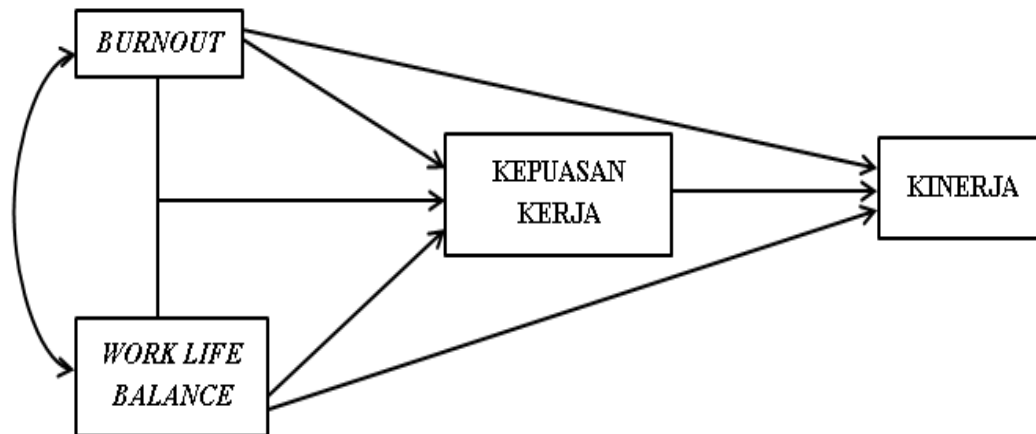 BURNOUT
KEPUASAN
KERJA
KINERJA
WORK LIFE
BALANCE